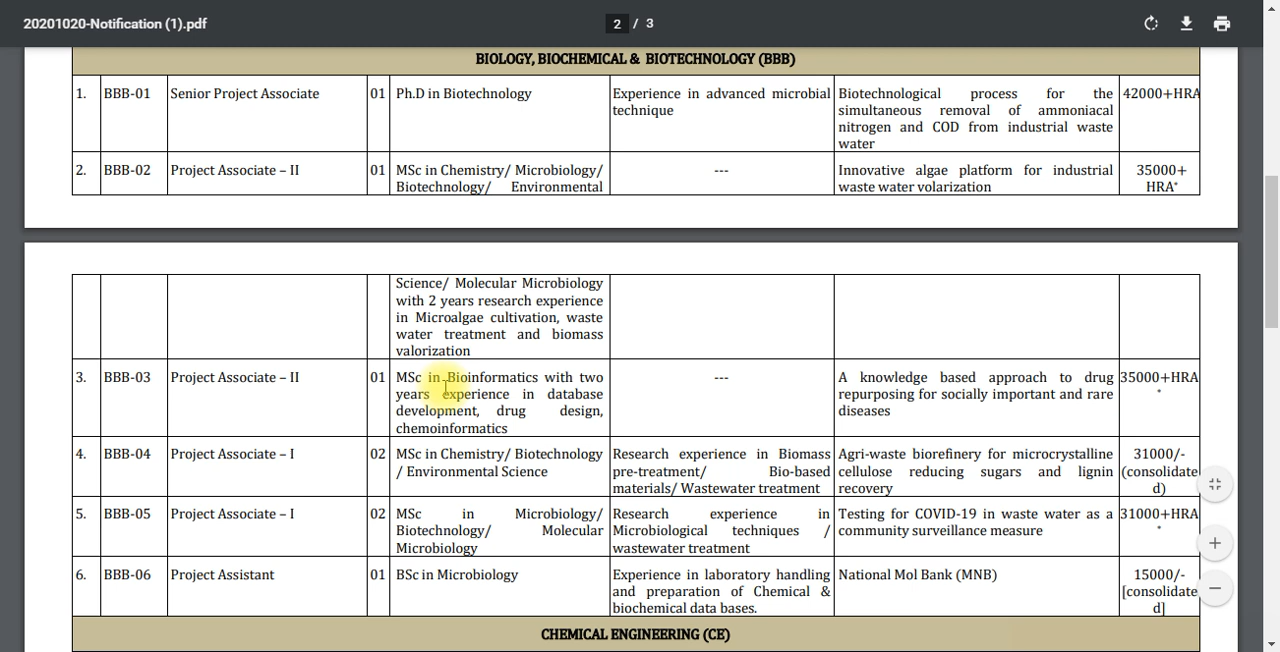 20201020-Notification (1).pdf
2 / 3
BIOLOGY, BIOCHEMICAL & BIOTECHNOLOGY (BBB)
1. BBB-01 Senior Project Associate 01 Ph.D in Biotechnology Experience in advanced microbial Biotechnological process for the 42000+HRA
technique simultaneous removal of ammoniacal
nitrogen and COD from industrial waste
water
2. BBB-02 Project Associate – II 01 MSc in Chemistry/ Microbiology/ --- Innovative algae platform for industrial 35000+
Biotechnology/ Environmental waste water volarization HRA*
Science/ Molecular Microbiology
with 2 years research experience
in Microalgae cultivation, waste
water treatment and biomass
valorization
3. BBB-03 Project Associate – II 01 MSc in Bioinformatics with two --- A knowledge based approach to drug 35000+HRA
years experience in database repurposing for socially important and rare *
development, drug design, diseases
chemoinformatics
4. BBB-04 Project Associate – I 02 MSc in Chemistry/ Biotechnology Research experience in Biomass Agri-waste biorefinery for microcrystalline 31000/-
/ Environmental Science pre-treatment/ Bio-based cellulose reducing sugars and lignin (consolidate
materials/ Wastewater treatment recovery d)
5. BBB-05 Project Associate – I 02 MSc in Microbiology/ Research experience in Testing for COVID-19 in waste water as a 31000+HRA
Biotechnology/ Molecular Microbiological techniques / community surveillance measure *
Microbiology wastewater treatment
6. BBB-06 Project Assistant 01 BSc in Microbiology Experience in laboratory handling National Mol Bank (MNB) 15000/-
and preparation of Chemical & [consolidate
biochemical data bases. d]
CHEMICAL ENGINEERING (CE)